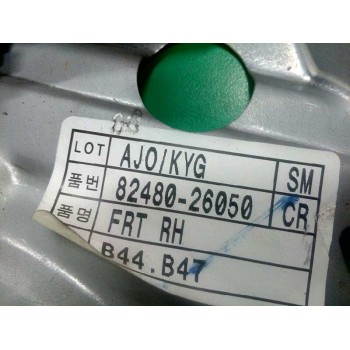 LOT AJO/KYG SM
품번 82480-26050 CR
품명 FRT RH
B44.B47